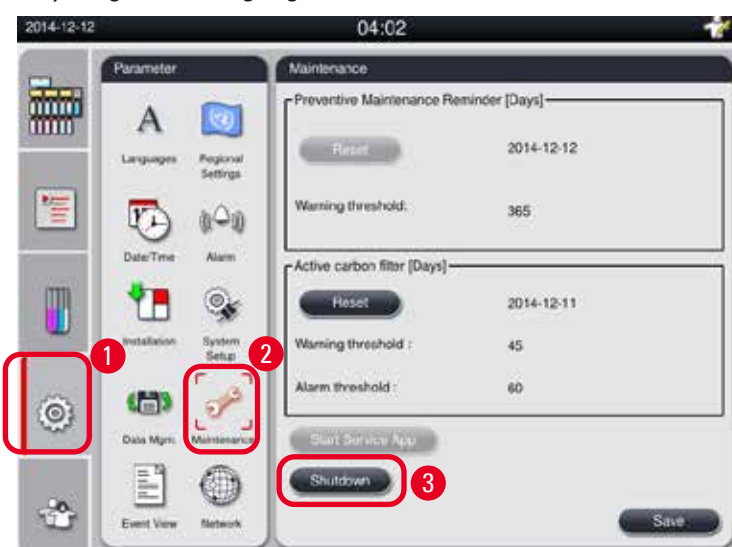 2014-12-12
04:02
Parameter
Languages
Regional Settings
Date/Time
Alarm
Installation
System Setup
Data Mgm.
Maintenance
Event View
Network
Maintenance
Preventive Maintenance Reminder [Days]
Reset
2014-12-12
Warning threshold:
365
Active carbon filter [Days]
Reset
2014-12-11
Warning threshold :
45
Alarm threshold :
60
Start Service App
Shutdown
Save
1
2
3